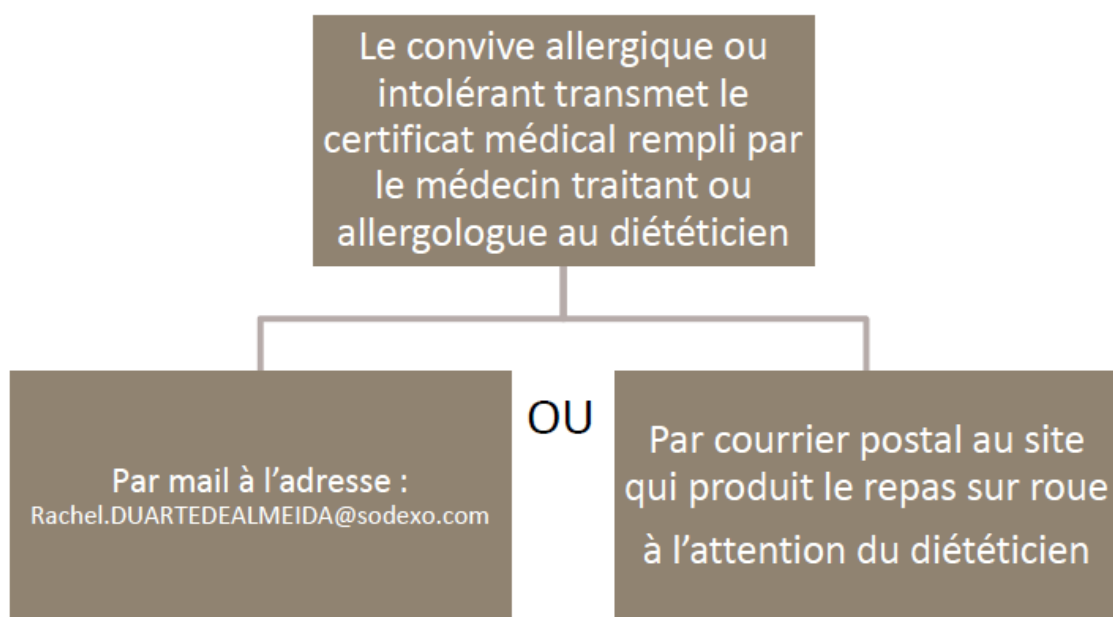 Le convive allergique ou
intolérant transmet le
certificat médical rempli par
le médecin traitant ou
allergologue au diététicien
Par mail à l'adresse :
Rachel.DUARTEDEALMEIDA@sodexo.com
OU
Par courrier postal au site
qui produit le repas sur roue
à l'attention du diététicien